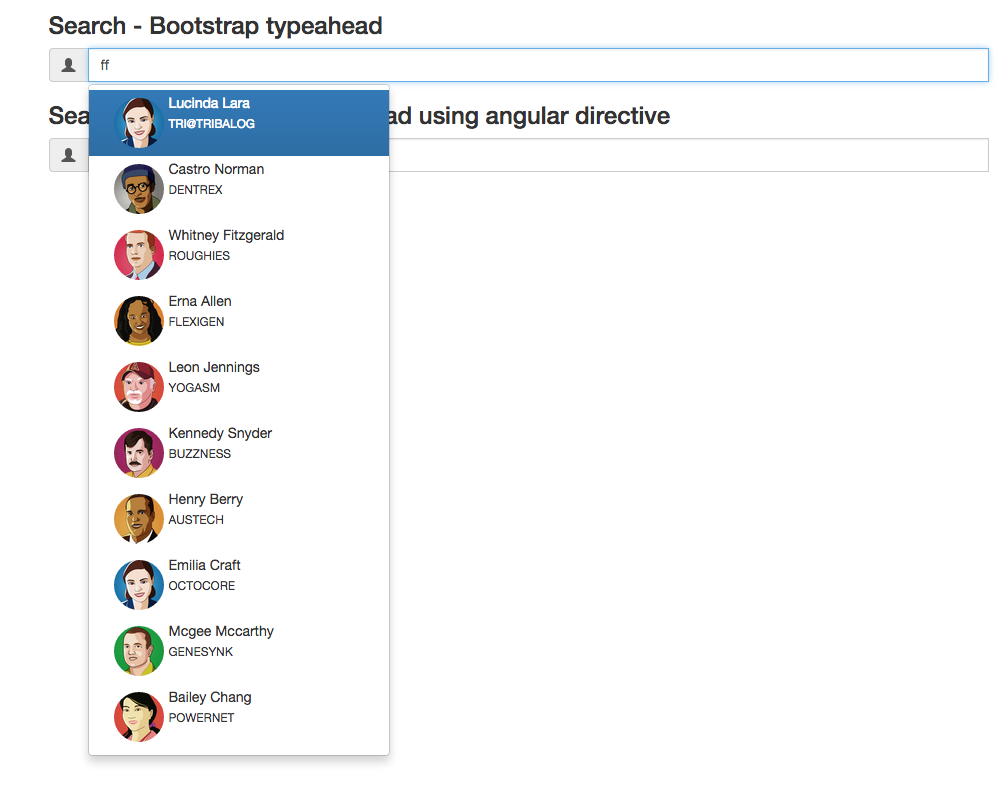 Search - Bootstrap typeahead
ff
Lucinda Lara
TRI@TRIBALOG
Sea ad using angular directive
Castro Norman
DENTREX
Whitney Fitzgerald
ROUGHIES
Erna Allen
FLEXIGEN
Leon Jennings
YOGASM
Kennedy Snyder
BUZZNESS
Henry Berry
AUSTECH
Emilia Craft
OCTOCORE
Mcgee Mccarthy
GENESYNK
Bailey Chang
POWERNET